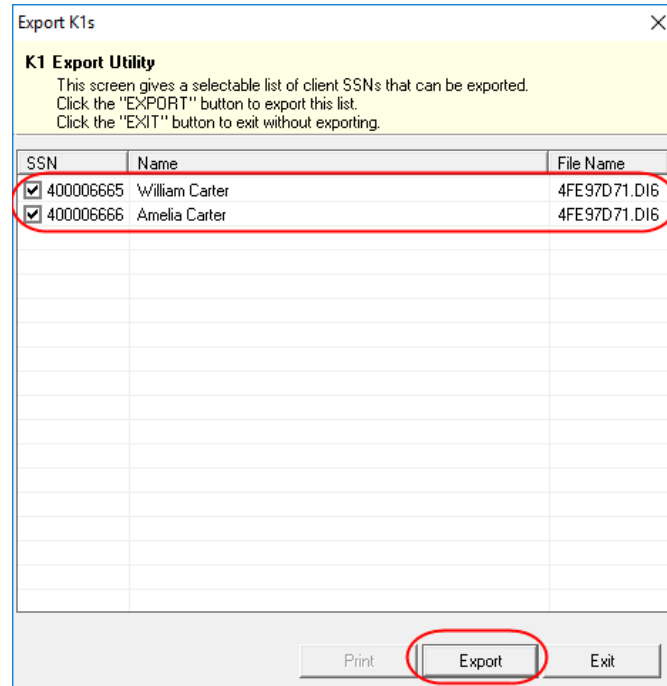 Export K1s
K1 Export Utility
This screen gives a selectable list of client SSNs that can be exported.
Click the "EXPORT" button to export this list.
Click the "EXIT" button to exit without exporting.
SSN Name File Name
400006665 William Carter 4FE97D71.DI6
400006666 Amelia Carter 4FE97D71.DI6
Print Export Exit